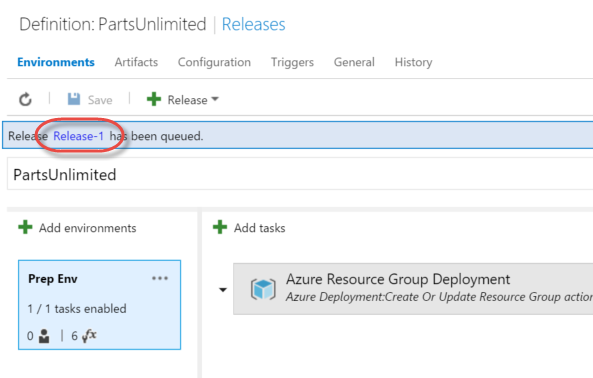 Definition: PartsUnlimited | Releases
Environments Artifacts Configuration Triggers General History
Save | Release
Release Release-1 has been queued.
PartsUnlimited
Add environments
Add tasks
Prep Env ...
1 / 1 tasks enabled
0 | 6 fx
Azure Resource Group Deployment
Azure Deployment:Create Or Update Resource Group action